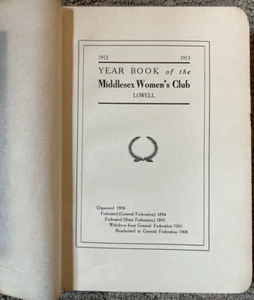 1912 1913
YEAR BOOK of the
Middlesex Women's Club
LOWELL
Organized 1894
Federated (General Federation) 1894
Federated (State Federation) 1895
Withdrew from General Federation 1903
Readmitted to General Federation 1908